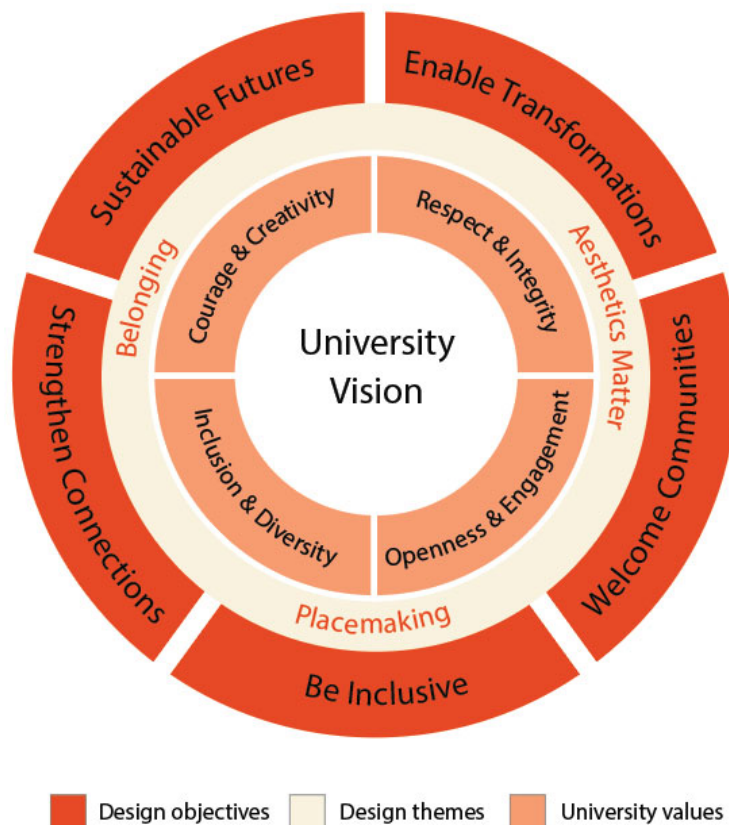 Sustainable Futures
Enable Transformations
Belonging
Aesthetics Matter
Courage & Creativity
Respect & Integrity
University
Vision
Strengthen Connections
Welcome Communities
Inclusion & Diversity
Openness & Engagement
Placemaking
Be Inclusive
Design objectives
Design themes
University values